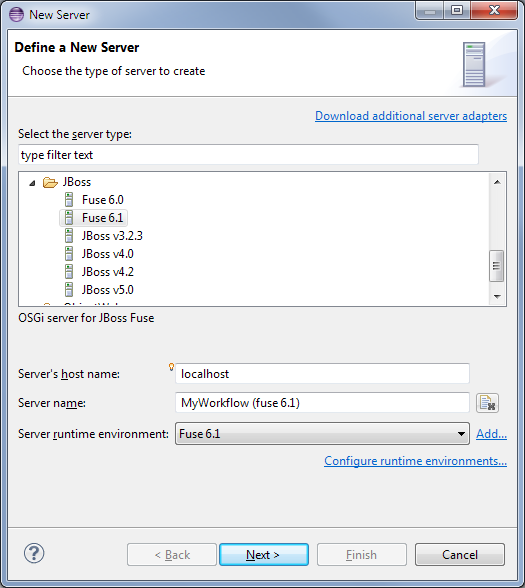 New Server
Define a New Server
Choose the type of server to create
Download additional server adapters
Select the server type:
type filter text
JBoss
Fuse 6.0
Fuse 6.1
JBoss v3.2.3
JBoss v4.0
JBoss v4.2
JBoss v5.0
OSGi server for JBoss Fuse
Server's host name: localhost
Server name: MyWorkflow (fuse 6.1)
Server runtime environment: Fuse 6.1 Add...
Configure runtime environments...
? < Back Next > Finish Cancel